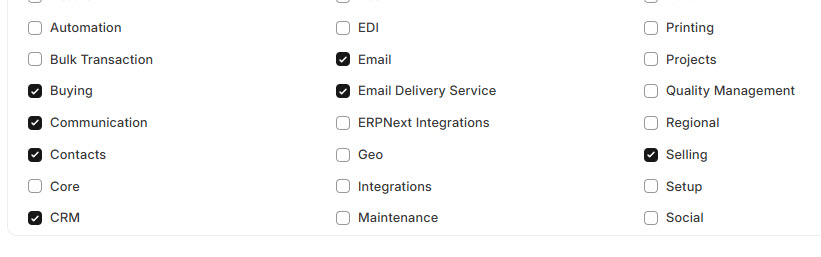 Automation
Bulk Transaction
Buying
Communication
Contacts
Core
CRM
EDI
Email
Email Delivery Service
ERPNext Integrations
Geo
Integrations
Maintenance
Printing
Projects
Quality Management
Regional
Selling
Setup
Social